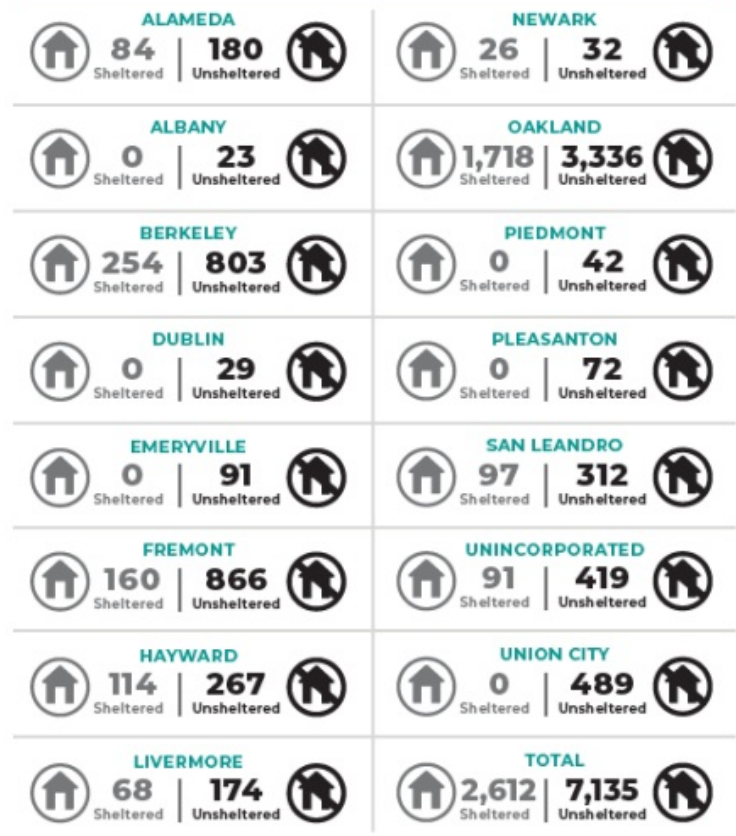 ALAMEDA
84 180
Sheltered Unsheltered
NEWARK
26 32
Sheltered Unsheltered
ALBANY
0 23
Sheltered Unsheltered
OAKLAND
1,718 3,336
Sheltered Unsheltered
BERKELEY
254 803
Sheltered Unsheltered
PIEDMONT
0 42
Sheltered Unsheltered
DUBLIN
0 29
Sheltered Unsheltered
PLEASANTON
0 72
Sheltered Unsheltered
EMERYVILLE
0 91
Sheltered Unsheltered
SAN LEANDRO
97 312
Sheltered Unsheltered
FREMONT
160 866
Sheltered Unsheltered
UNINCORPORATED
91 419
Sheltered Unsheltered
HAYWARD
114 267
Sheltered Unsheltered
UNION CITY
0 489
Sheltered Unsheltered
LIVERMORE
68 174
Sheltered Unsheltered
TOTAL
2,612 7,135
Sheltered Unsheltered